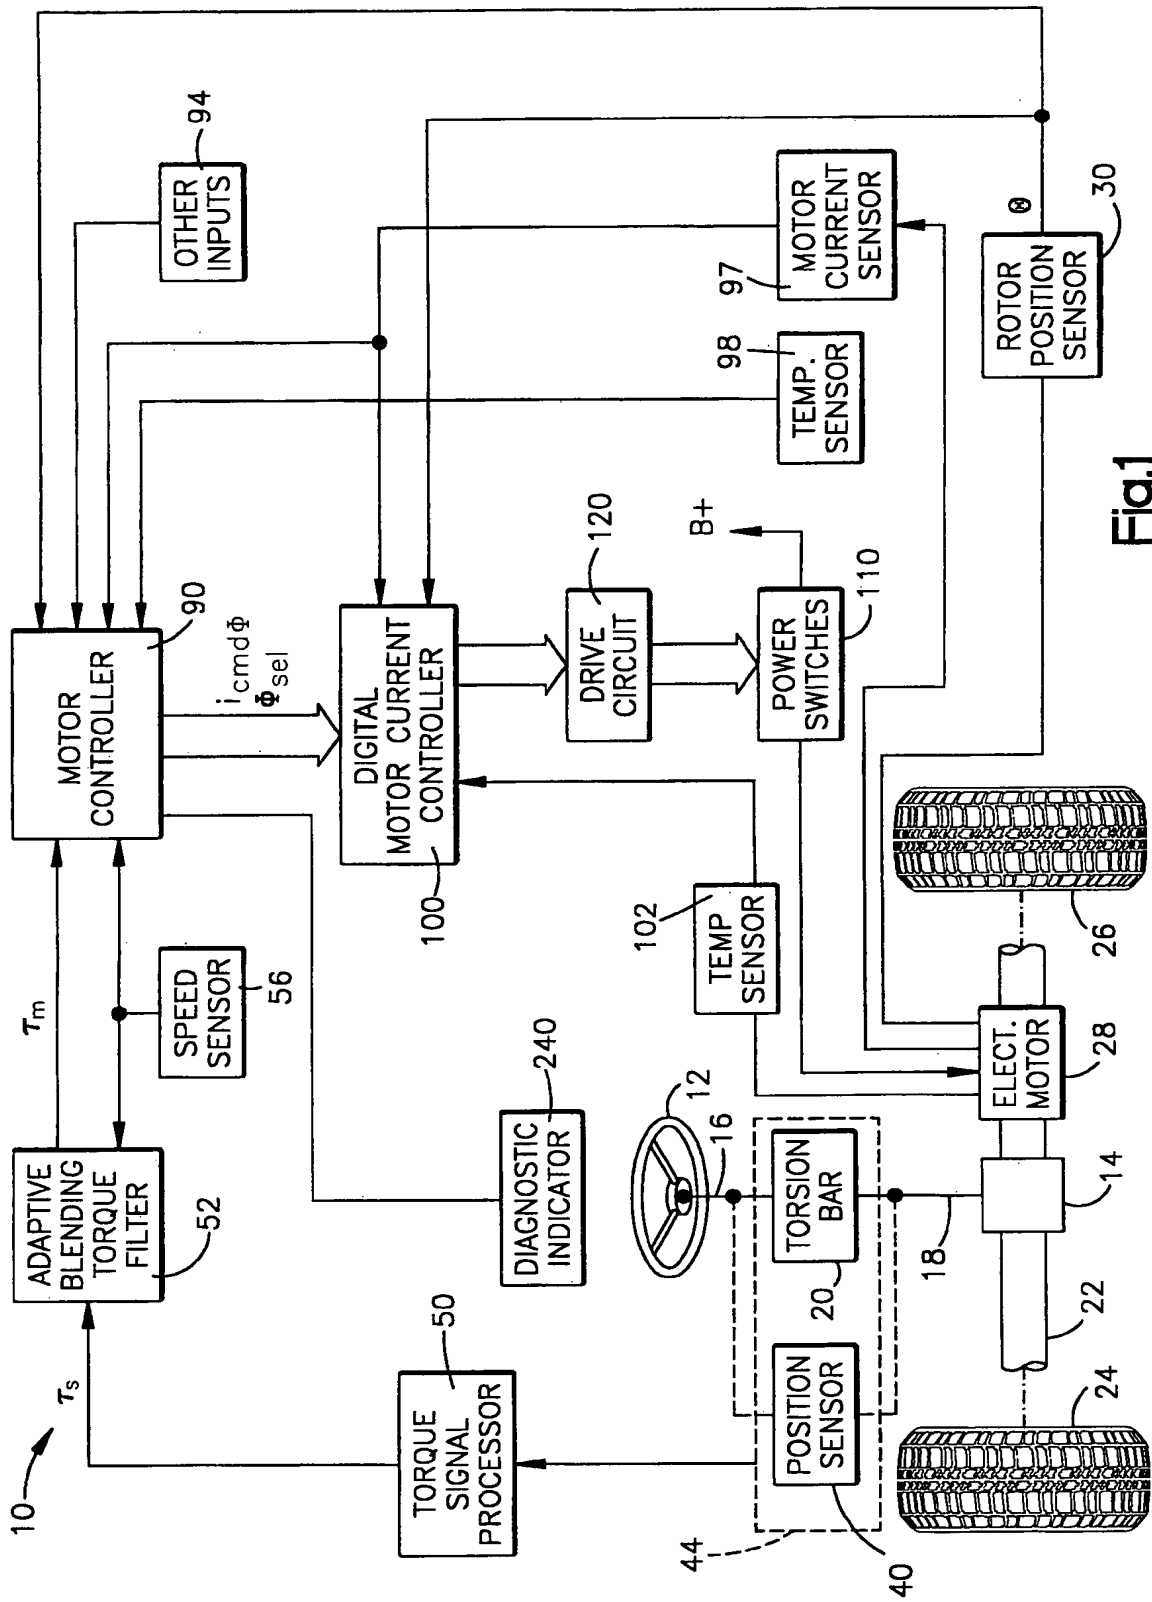 10
τs
ADAPTIVE
BLENDING
TORQUE
FILTER
52
τm
SPEED
SENSOR
56
MOTOR
CONTROLLER
90
OTHER
INPUTS
94
i cmdΦ
Φsel
TORQUE
SIGNAL
PROCESSOR
50
DIAGNOSTIC
INDICATOR
240
DIGITAL
MOTOR CURRENT
CONTROLLER
100
DRIVE
CIRCUIT
120
B+
POWER
SWITCHES
110
TEMP
SENSOR
102
TEMP.
SENSOR
98
MOTOR
CURRENT
SENSOR
97
ROTOR
POSITION
SENSOR
30
Θ
12
16
TORSION
BAR
20
POSITION
SENSOR
40
44
18
14
22
24
ELECT.
MOTOR
28
26
Fig.1